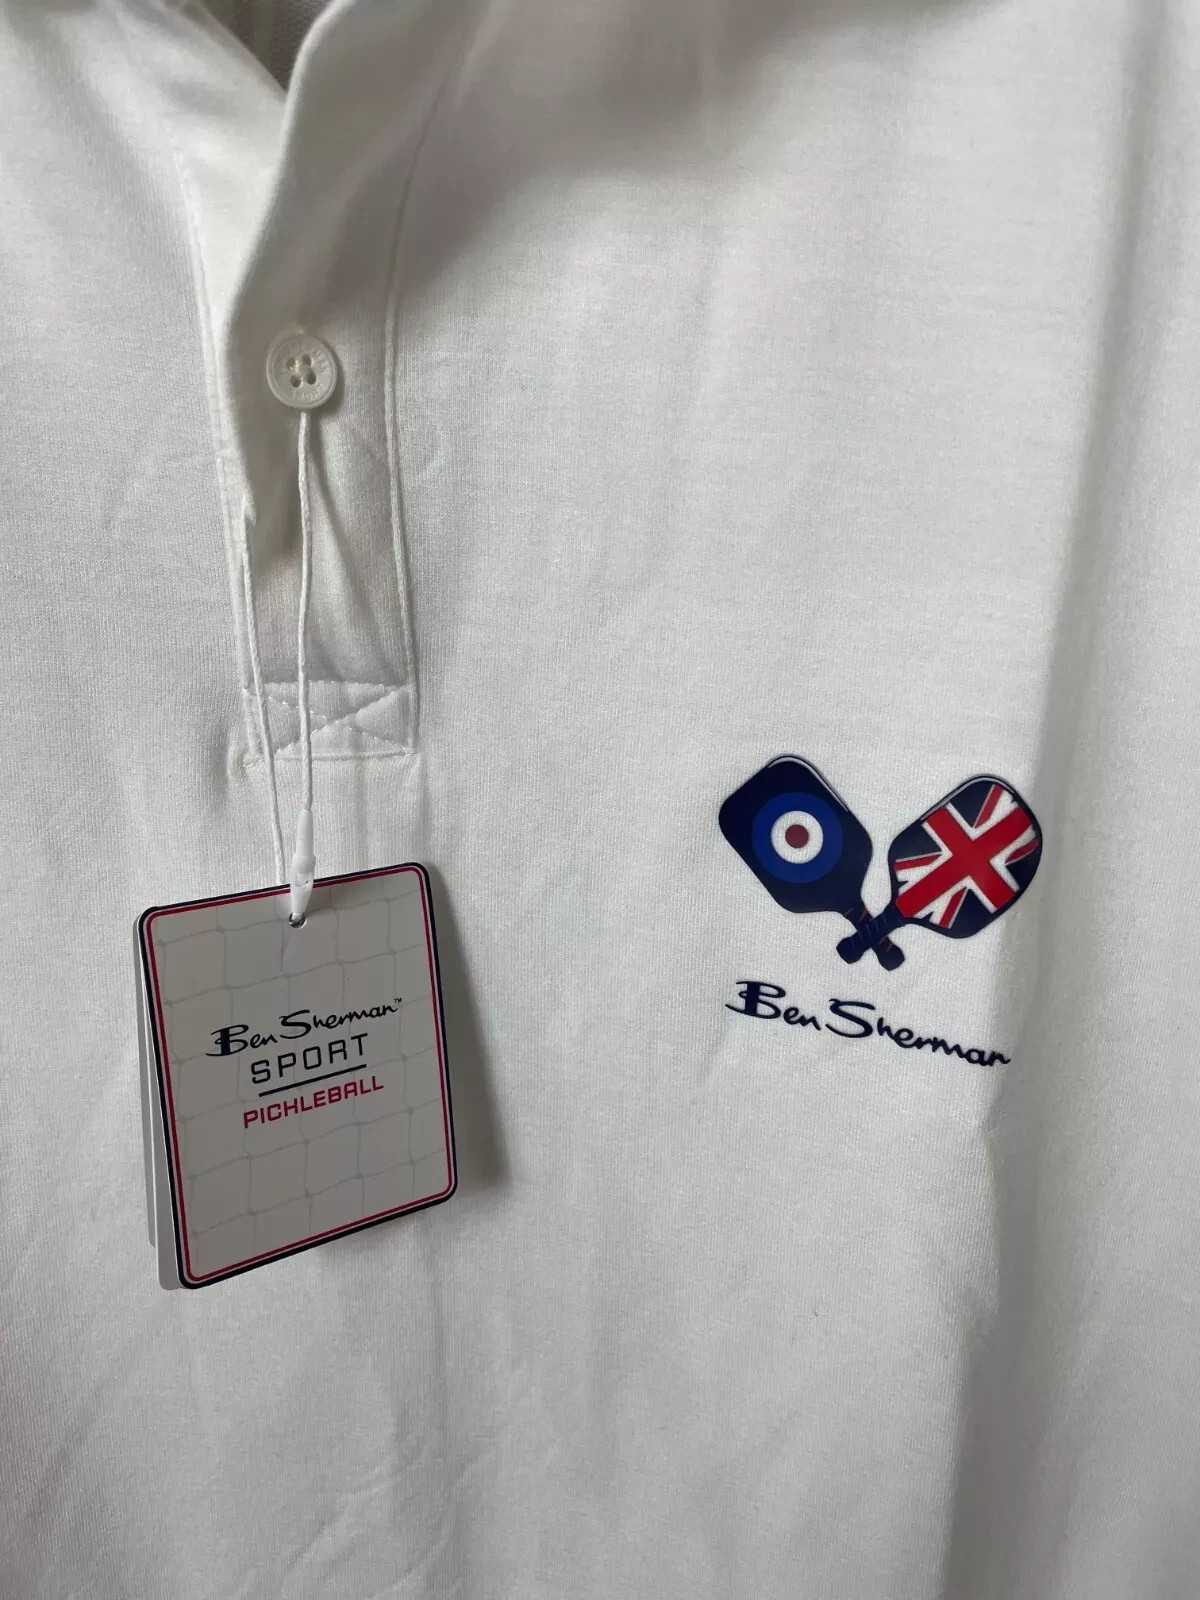 Ben Sherman™
SPORT
PICHLEBALL
Ben Sherman